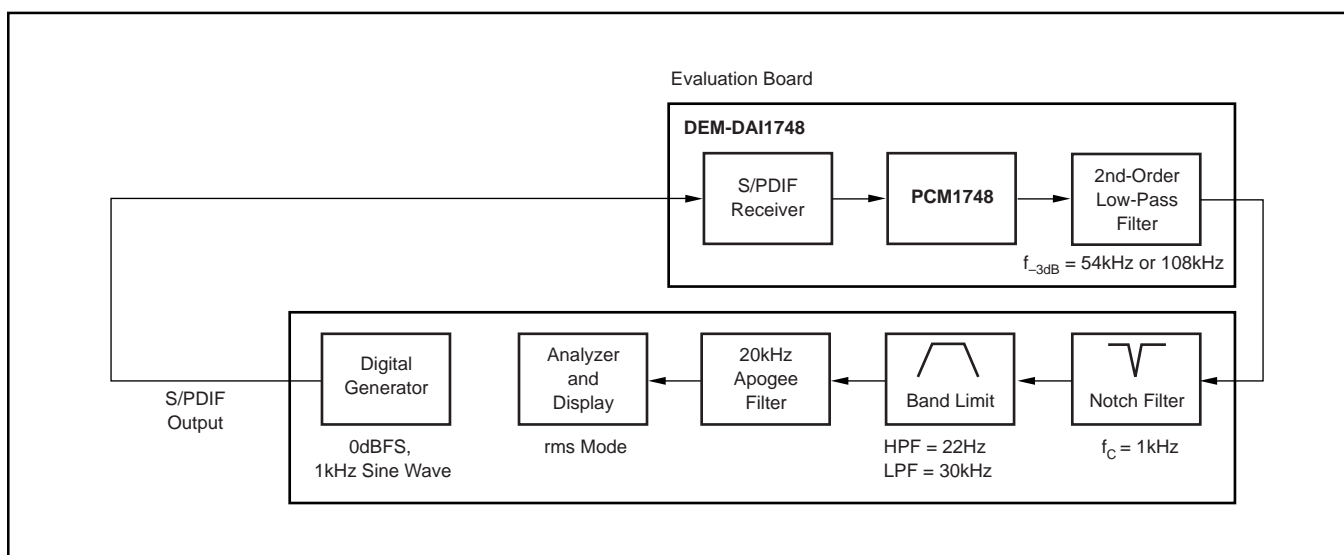 Evaluation Board
DEM-DAI1748
S/PDIF
Receiver
PCM1748
2nd-Order
Low-Pass
Filter
f–3dB = 54kHz or 108kHz
S/PDIF
Output
Digital
Generator
0dBFS,
1kHz Sine Wave
Analyzer
and
Display
rms Mode
20kHz
Apogee
Filter
Band Limit
HPF = 22Hz
LPF = 30kHz
Notch Filter
fC = 1kHz